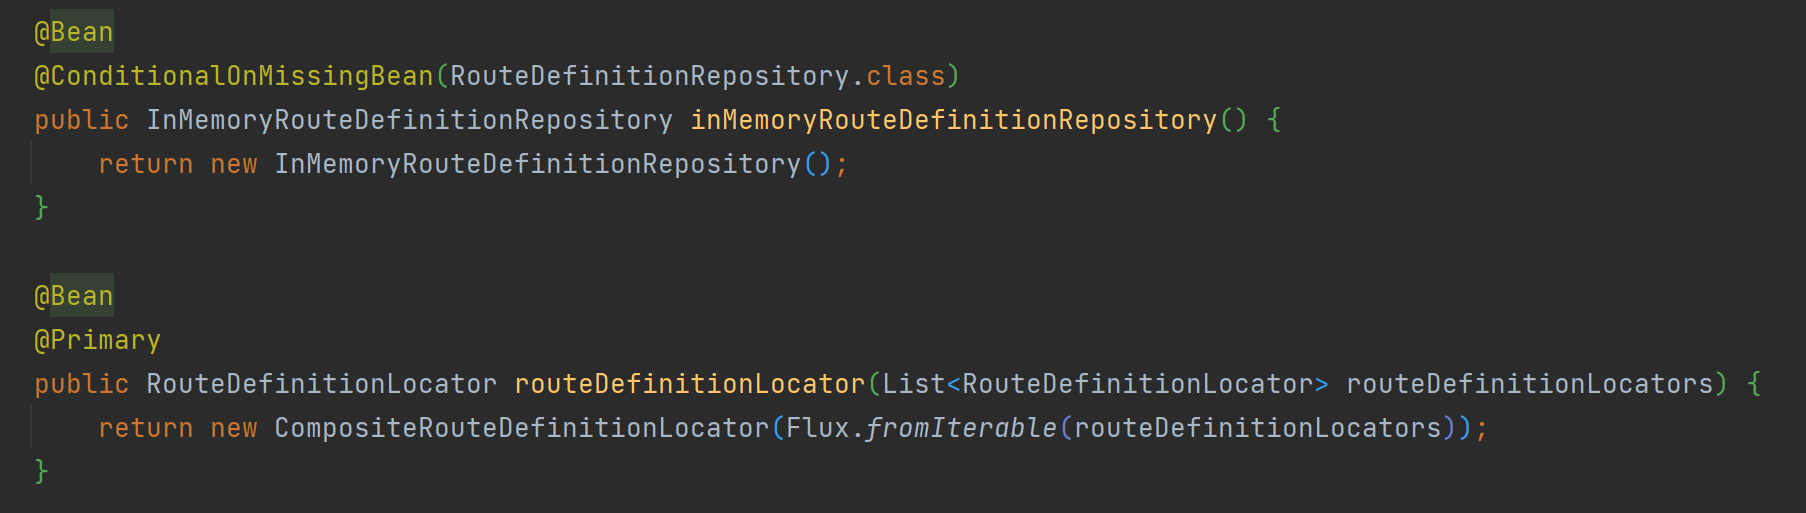 @Bean
@ConditionalOnMissingBean(RouteDefinitionRepository.class)
public InMemoryRouteDefinitionRepository inMemoryRouteDefinitionRepository() {
    return new InMemoryRouteDefinitionRepository();
}
@Bean
@Primary
public RouteDefinitionLocator routeDefinitionLocator(List<RouteDefinitionLocator> routeDefinitionLocators) {
    return new CompositeRouteDefinitionLocator(Flux.fromIterable(routeDefinitionLocators));
}